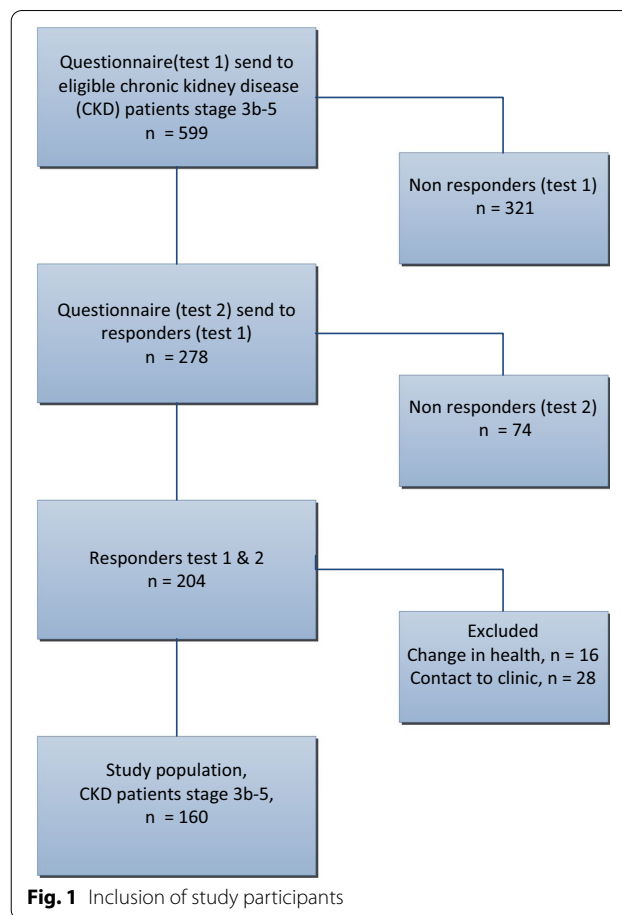 Questionnaire(test 1) send to
eligible chronic kidney disease
(CKD) patients stage 3b-5
n = 599
Non responders (test 1)
n = 321
Questionnaire (test 2) send to
responders (test 1)
n = 278
Non responders (test 2)
n = 74
Responders test 1 & 2
n = 204
Excluded
Change in health, n = 16
Contact to clinic, n = 28
Study population,
CKD patients stage 3b-5,
n = 160
Fig. 1 Inclusion of study participants